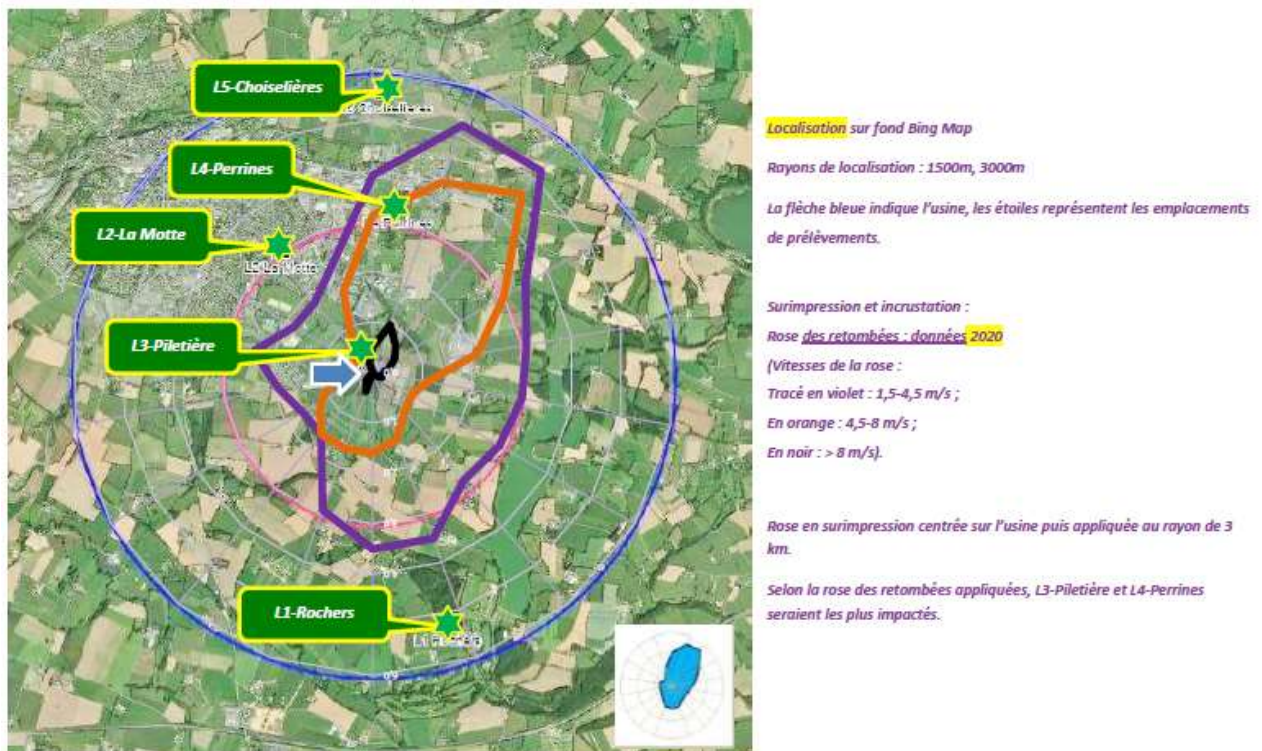 L5-Choiselières
L4-Perrines
L2-La Motte
L2-La Motte
L3-Piletière
L1-Rochers
Localisation sur fond Bing Map
Rayons de localisation : 1500m, 3000m
La flèche bleue indique l'usine, les étoiles représentent les emplacements
de prélèvements.
Surimpression et incrustation :
Rose des retombées : données 2020
(Vitesses de la rose :
Tracé en violet : 1,5-4,5 m/s ;
En orange : 4,5-8 m/s ;
En noir : > 8 m/s).
Rose en surimpression centrée sur l'usine puis appliquée au rayon de 3
km.
Selon la rose des retombées appliquées, L3-Piletière et L4-Perrines
seraient les plus impactés.